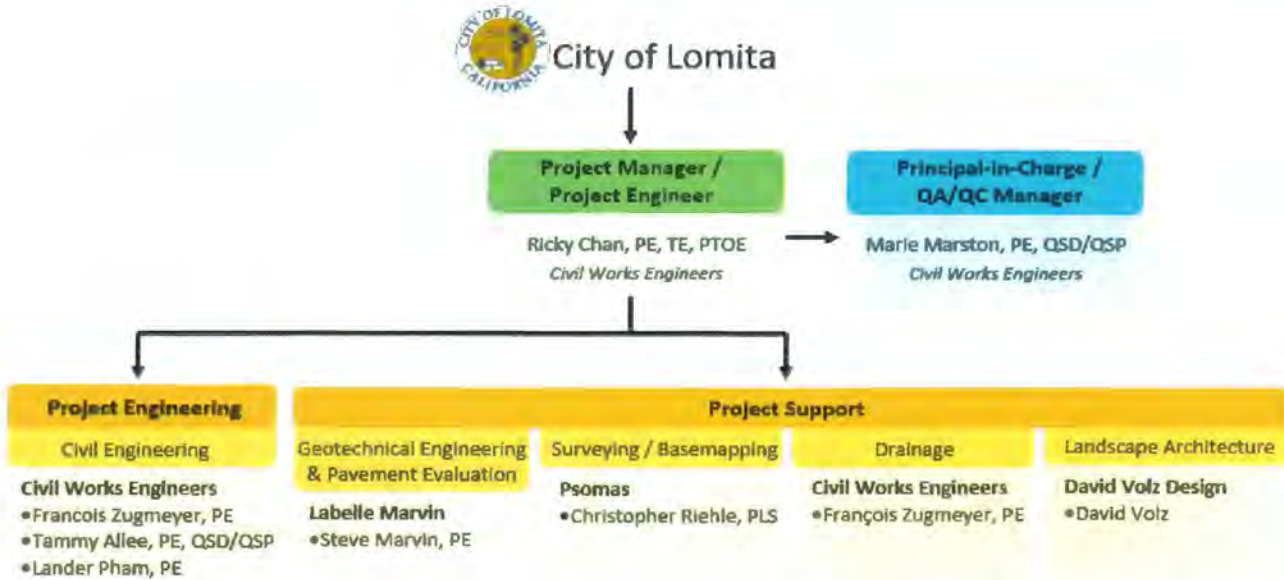 CITY OF LOMITA
CALIFORNIA
City of Lomita
Project Manager /
Project Engineer
Ricky Chan, PE, TE, PTOE
Civil Works Engineers
Principal-in-Charge /
QA/QC Manager
Marie Marston, PE, QSD/QSP
Civil Works Engineers
Project Engineering
Civil Engineering
Civil Works Engineers
•Francois Zugmeyer, PE
•Tammy Allee, PE, QSD/QSP
•Lander Pham, PE
Project Support
Geotechnical Engineering
& Pavement Evaluation
Labelle Marvin
•Steve Marvin, PE
Surveying / Basemapping
Psomas
•Christopher Riehle, PLS
Drainage
Civil Works Engineers
•François Zugmeyer, PE
Landscape Architecture
David Volz Design
•David Volz